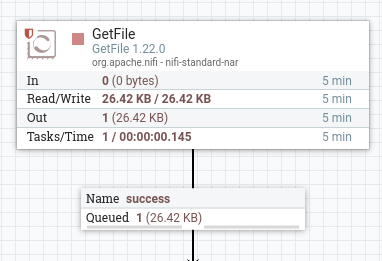 GetFile
GetFile 1.22.0
org.apache.nifi - nifi-standard-nar
In 0 (0 bytes) 5 min
Read/Write 26.42 KB / 26.42 KB 5 min
Out 1 (26.42 KB) 5 min
Tasks/Time 1 / 00:00:00.145 5 min
Name success
Queued 1 (26.42 KB)